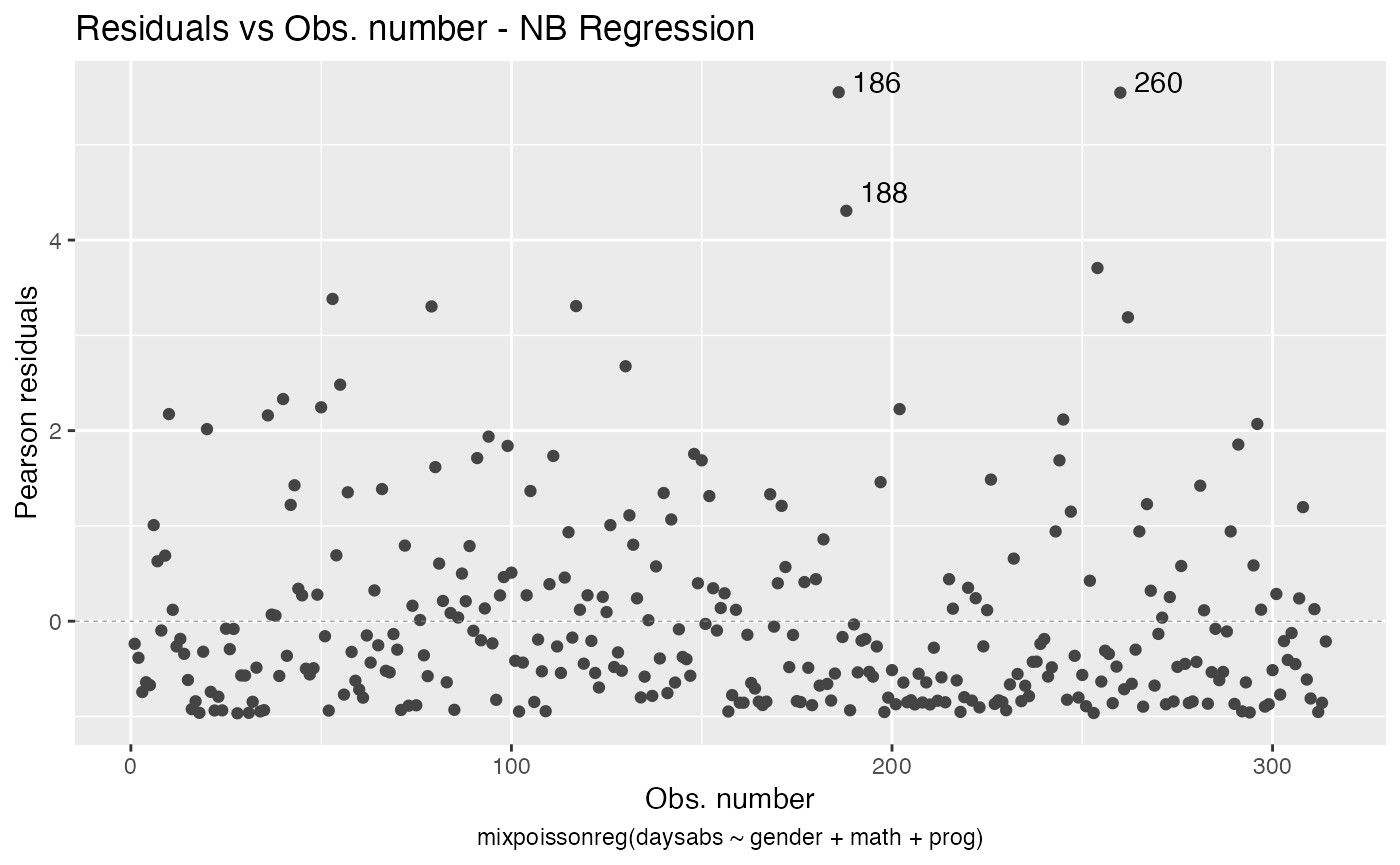 Residuals vs Obs. number - NB Regression
186
260
188
4
2
0
Pearson residuals
0
100
200
300
Obs. number
mixpoissonreg(daysabs ~ gender + math + prog)